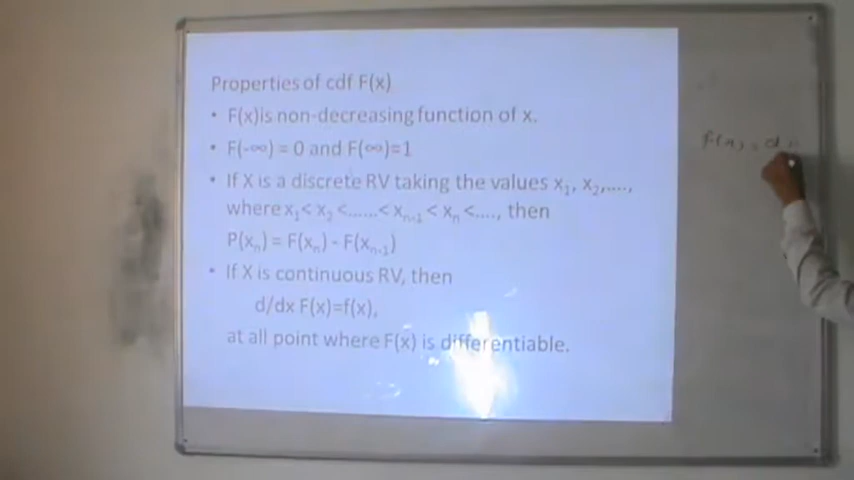 Properties of cdf F(x)
• F(x)is non-decreasing function of x.
• F(-∞) = 0 and F(∞)=1
• If X is a discrete RV taking the values x₁, x₂,....,
where x₁< x₂ <......< xₙ₋₁ < xₙ <...., then
P(xₙ) = F(xₙ) - F(xₙ₋₁)
• If X is continuous RV, then
d/dx F(x)=f(x),
at all point where F(x) is differentiable.
f(x) = d